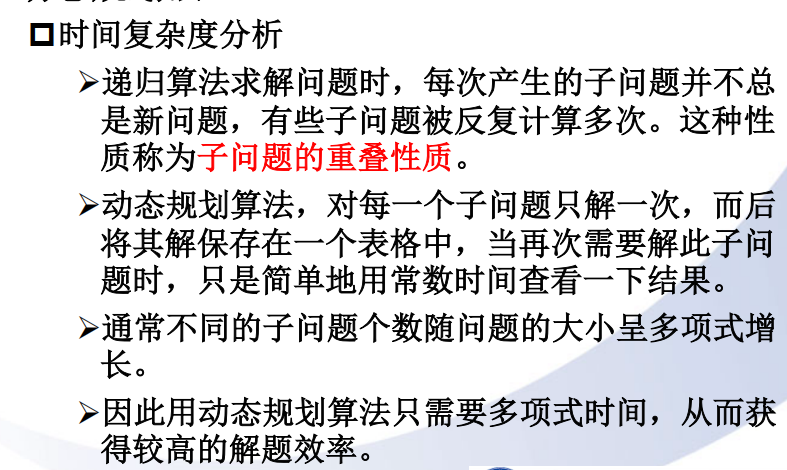 时间复杂度分析
➢递归算法求解问题时，每次产生的子问题并不总
是新问题，有些子问题被反复计算多次。这种性
质称为子问题的重叠性质。
➢动态规划算法，对每一个子问题只解一次，而后
将其解保存在一个表格中，当再次需要解此子问
题时，只是简单地用常数时间查看一下结果。
➢通常不同的子问题个数随问题的大小呈多项式增
长。
➢因此用动态规划算法只需要多项式时间，从而获
得较高的解题效率。